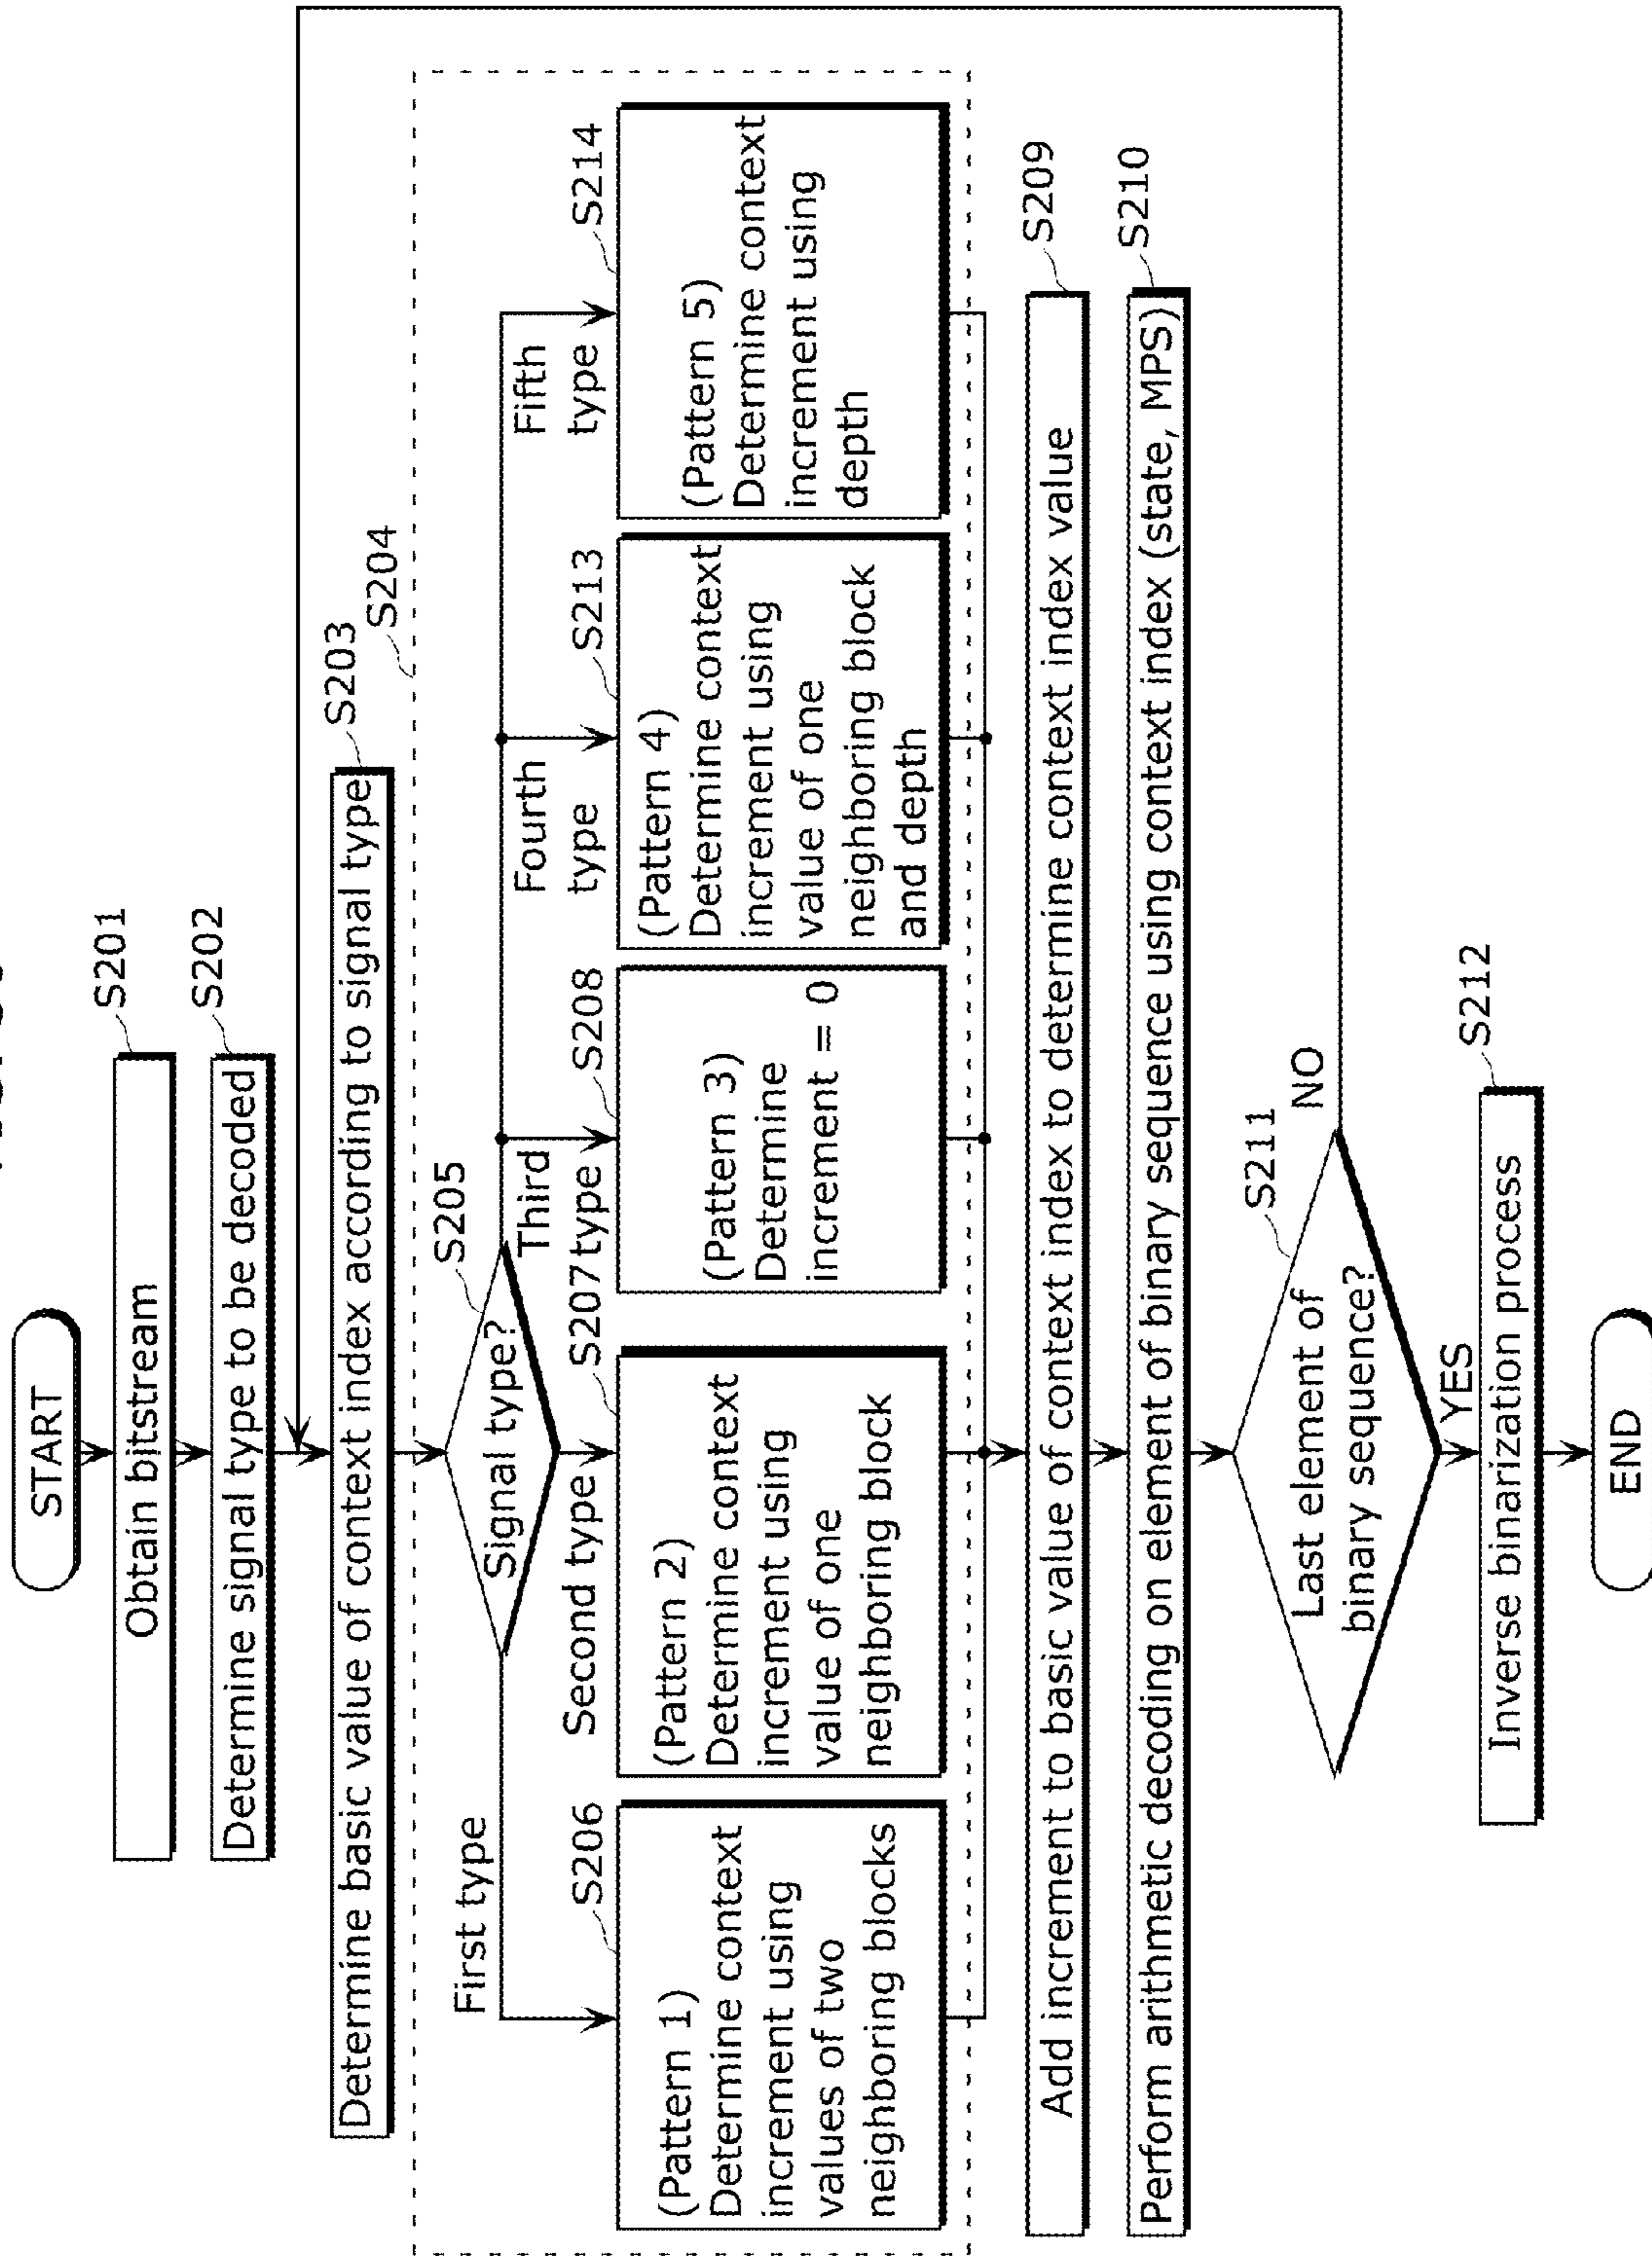 START
S201
Obtain bitstream
S202
Determine signal type to be decoded
S203
Determine basic value of context index according to signal type
S204
S205
Signal type?
First type
Second type
Third
type
Fourth
type
Fifth
type
S206
(Pattern 1)
Determine context
increment using
values of two
neighboring blocks
S207
(Pattern 2)
Determine context
increment using
value of one
neighboring block
S208
(Pattern 3)
Determine
increment = 0
S213
(Pattern 4)
Determine context
increment using
value of one
neighboring block
and depth
S214
(Pattern 5)
Determine context
increment using
depth
S209
Add increment to basic value of context index to determine context index value
S210
Perform arithmetic decoding on element of binary sequence using context index (state, MPS)
S211
Last element of
binary sequence?
NO
YES
S212
Inverse binarization process
END